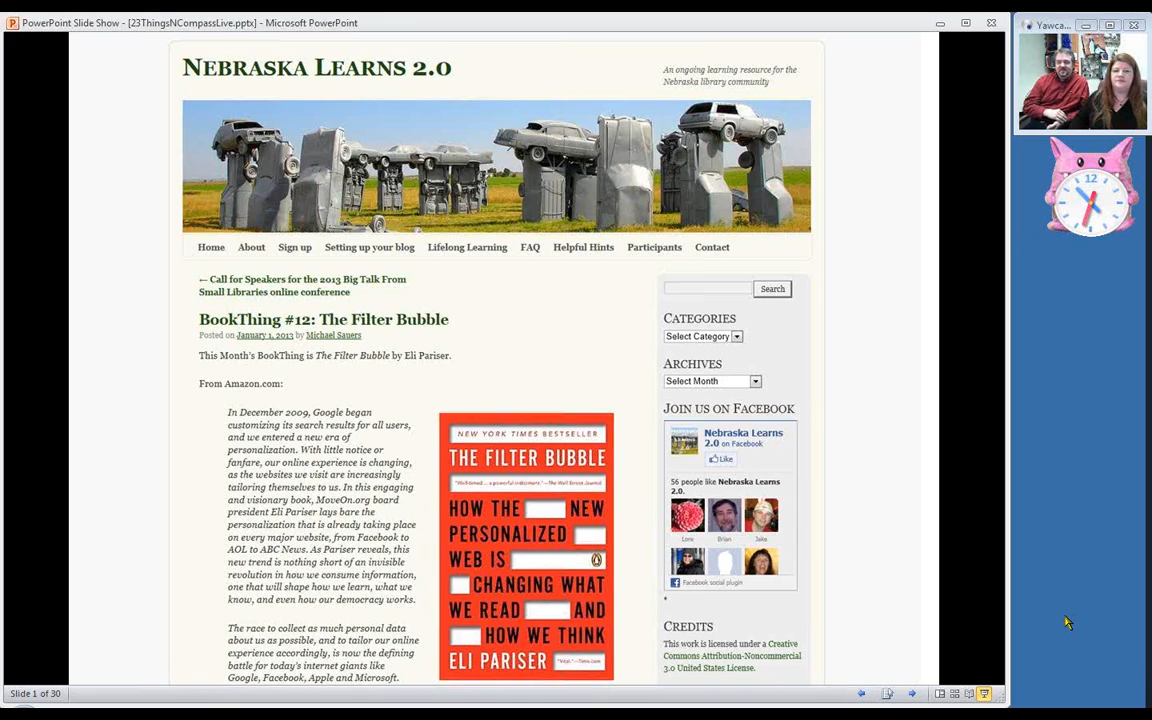 PowerPoint Slide Show - [23ThingsNCompassLive.pptx] - Microsoft PowerPoint
Yawca...
NEBRASKA LEARNS 2.0
An ongoing learning resource for the
Nebraska library community
12
Home About Sign up Setting up your blog Lifelong Learning FAQ Helpful Hints Participants Contact
← Call for Speakers for the 2013 Big Talk From
Small Libraries online conference
BookThing #12: The Filter Bubble
Posted on January 1, 2013 by Michael Sauers
This Month's BookThing is The Filter Bubble by Eli Pariser.
From Amazon.com:
In December 2009, Google began
customizing its search results for all users,
and we entered a new era of
personalization. With little notice or
fanfare, our online experience is changing,
as the websites we visit are increasingly
tailoring themselves to us. In this engaging
and visionary book, MoveOn.org board
president Eli Pariser lays bare the
personalization that is already taking place
on every major website, from Facebook to
AOL to ABC News. As Pariser reveals, this
new trend is nothing short of an invisible
revolution in how we consume information,
one that will shape how we learn, what we
know, and even how our democracy works.
The race to collect as much personal data
about us as possible, and to tailor our online
experience accordingly, is now the defining
battle for today's internet giants like
Google, Facebook, Apple and Microsoft.
NEW YORK TIMES BESTSELLER
THE FILTER BUBBLE
"Well-timed ... a powerful indictment." —The Wall Street Journal
HOW THE NEW
PERSONALIZED
WEB IS
CHANGING WHAT
WE READ AND
HOW WE THINK
ELI PARISER "Vital."—Time.com
Search
CATEGORIES
Select Category
ARCHIVES
Select Month
JOIN US ON FACEBOOK
Nebraska Learns
2.0 on Facebook
Like
56 people like Nebraska Learns
2.0.
Lore Brian Jake
Facebook social plugin
*
CREDITS
This work is licensed under a Creative
Commons Attribution-Noncommercial
3.0 United States License.
Slide 1 of 30